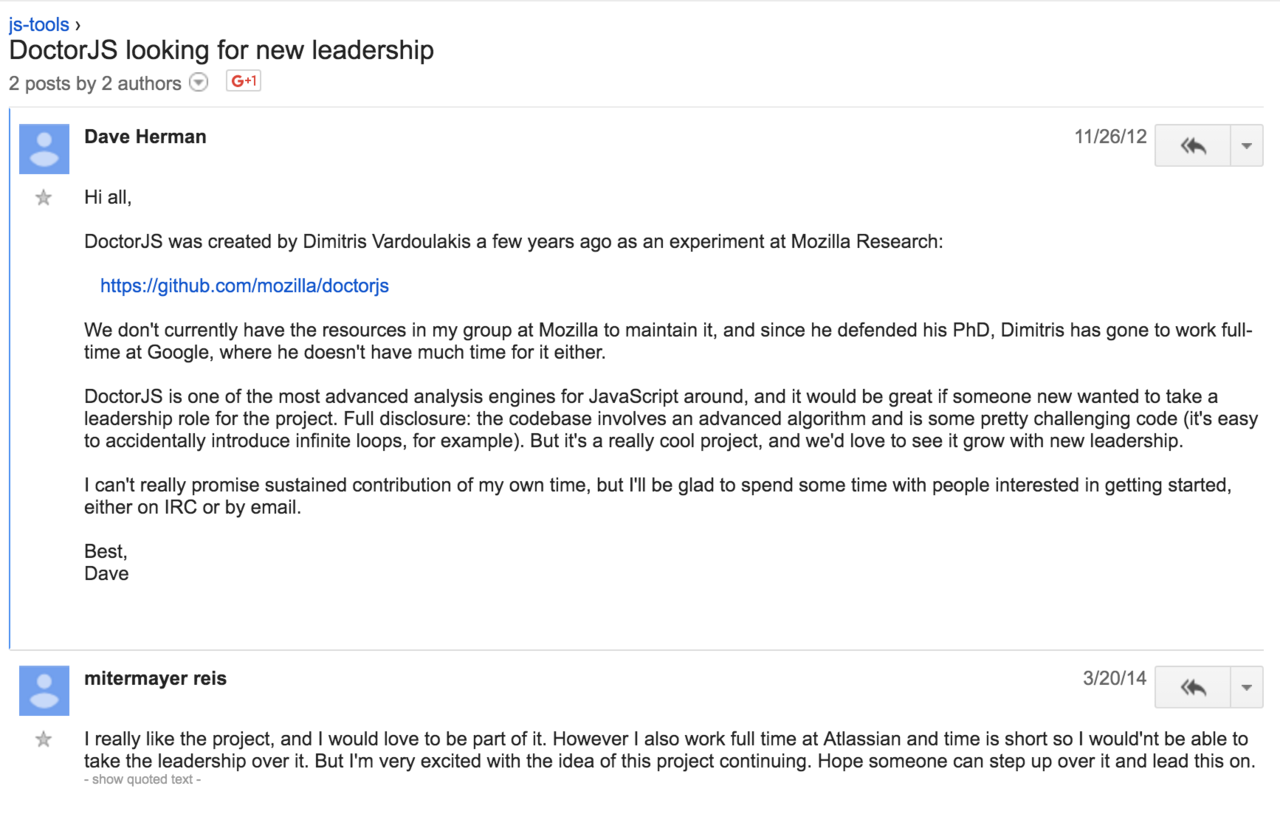 js-tools ›
DoctorJS looking for new leadership
2 posts by 2 authors
G+1
Dave Herman
11/26/12
Hi all,
DoctorJS was created by Dimitris Vardoulakis a few years ago as an experiment at Mozilla Research:
https://github.com/mozilla/doctorjs
We don't currently have the resources in my group at Mozilla to maintain it, and since he defended his PhD, Dimitris has gone to work full-
time at Google, where he doesn't have much time for it either.
DoctorJS is one of the most advanced analysis engines for JavaScript around, and it would be great if someone new wanted to take a
leadership role for the project. Full disclosure: the codebase involves an advanced algorithm and is some pretty challenging code (it's easy
to accidentally introduce infinite loops, for example). But it's a really cool project, and we'd love to see it grow with new leadership.
I can't really promise sustained contribution of my own time, but I'll be glad to spend some time with people interested in getting started,
either on IRC or by email.
Best,
Dave
mitermayer reis
3/20/14
I really like the project, and I would love to be part of it. However I also work full time at Atlassian and time is short so I would'nt be able to
take the leadership over it. But I'm very excited with the idea of this project continuing. Hope someone can step up over it and lead this on.
- show quoted text -